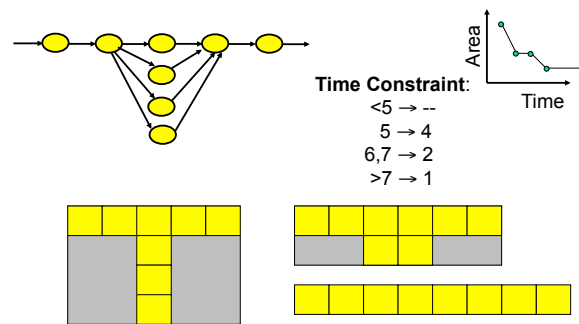 Area
Time
Time Constraint:
<5 → --
5 → 4
6,7 → 2
>7 → 1